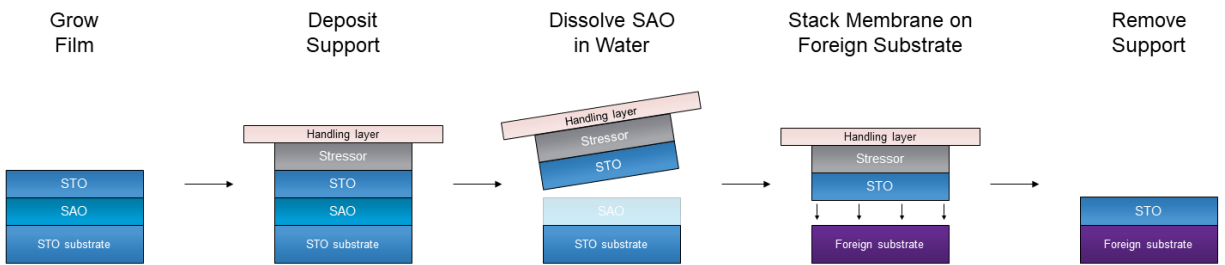 Grow
Film
Deposit
Support
Dissolve SAO
in Water
Stack Membrane on
Foreign Substrate
Remove
Support
STO
SAO
STO substrate
Handling layer
Stressor
STO
SAO
STO substrate
Handling layer
Stressor
STO
SAO
STO substrate
Handling layer
Stressor
STO
Foreign substrate
STO
Foreign substrate